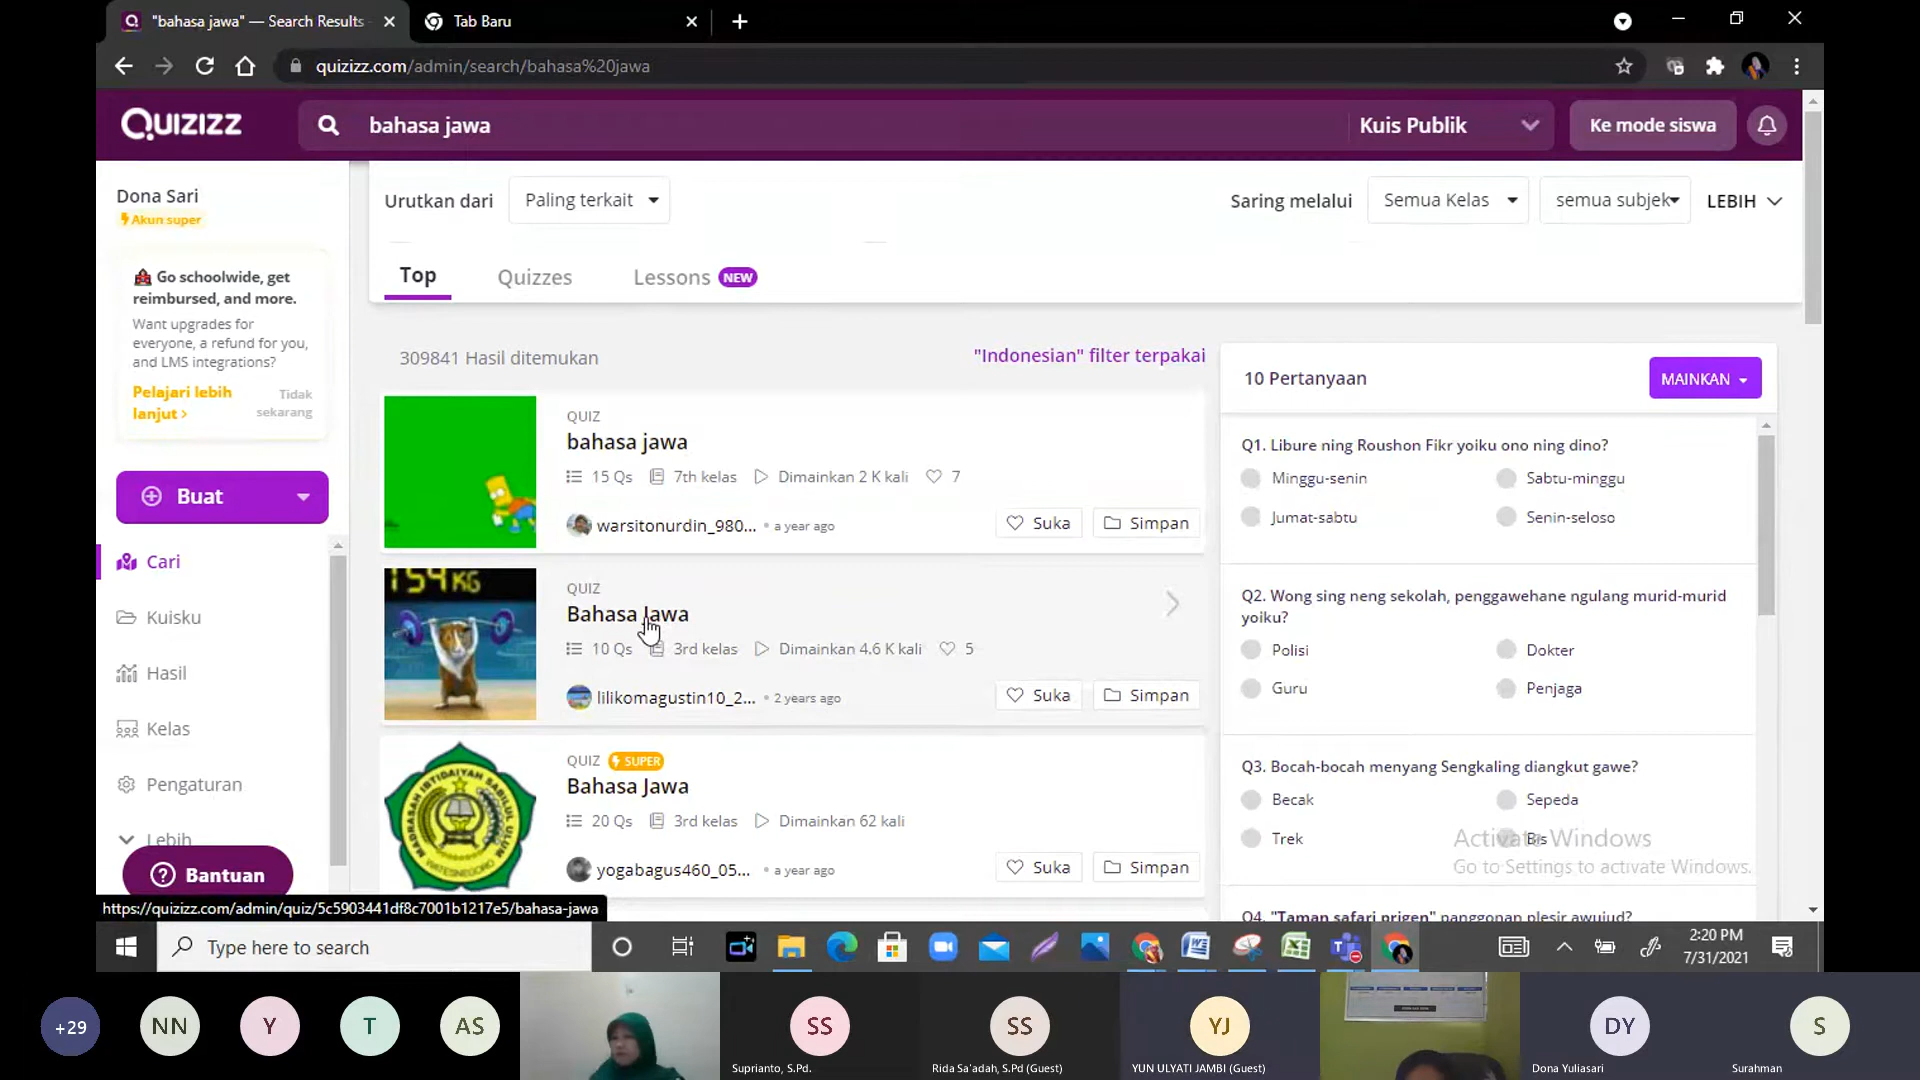 "bahasa jawa" — Search Results
Tab Baru
quizizz.com/admin/search/bahasa%20jawa
Quizizz
bahasa jawa
Kuis Publik
Ke mode siswa
Dona Sari
Akun super
Go schoolwide, get
reimbursed, and more.
Want upgrades for
everyone, a refund for you,
and LMS integrations?
Pelajari lebih
lanjut ›
Tidak
sekarang
Buat
Cari
Kuisku
Hasil
Kelas
Pengaturan
Lebih
Bantuan
Urutkan dari
Paling terkait
Saring melalui
Semua Kelas
semua subjek
LEBIH
Top
Quizzes
Lessons NEW
309841 Hasil ditemukan
"Indonesian" filter terpakai
QUIZ
bahasa jawa
15 Qs 7th kelas Dimainkan 2 K kali 7
warsitonurdin_980... • a year ago
Suka Simpan
159 KG
QUIZ
Bahasa Jawa
10 Qs 3rd kelas Dimainkan 4.6 K kali 5
lilikomagustin10_2... • 2 years ago
Suka Simpan
QUIZ SUPER
Bahasa Jawa
20 Qs 3rd kelas Dimainkan 62 kali
yogabagus460_05... • a year ago
Suka Simpan
10 Pertanyaan
MAINKAN
Q1. Libure ning Roushon Fikr yoiku ono ning dino?
Minggu-senin Sabtu-minggu
Jumat-sabtu Senin-seloso
Q2. Wong sing neng sekolah, penggawehane ngulang murid-murid
yoiku?
Polisi Dokter
Guru Penjaga
Q3. Bocah-bocah menyang Sengkaling diangkut gawe?
Becak Sepeda
Trek Bis
Activate Windows
Go to Settings to activate Windows.
Q4. "Taman safari prigen" panggonan plesir awujud?
https://quizizz.com/admin/quiz/5c5903441df8c7001b1217e5/bahasa-jawa
Type here to search
2:20 PM
7/31/2021
+29
NN
Y
T
AS
SS
Suprianto, S.Pd.
SS
Rida Sa'adah, S.Pd (Guest)
YJ
YUN ULYATI JAMBI (Guest)
DY
Dona Yuliasari
S
Surahman